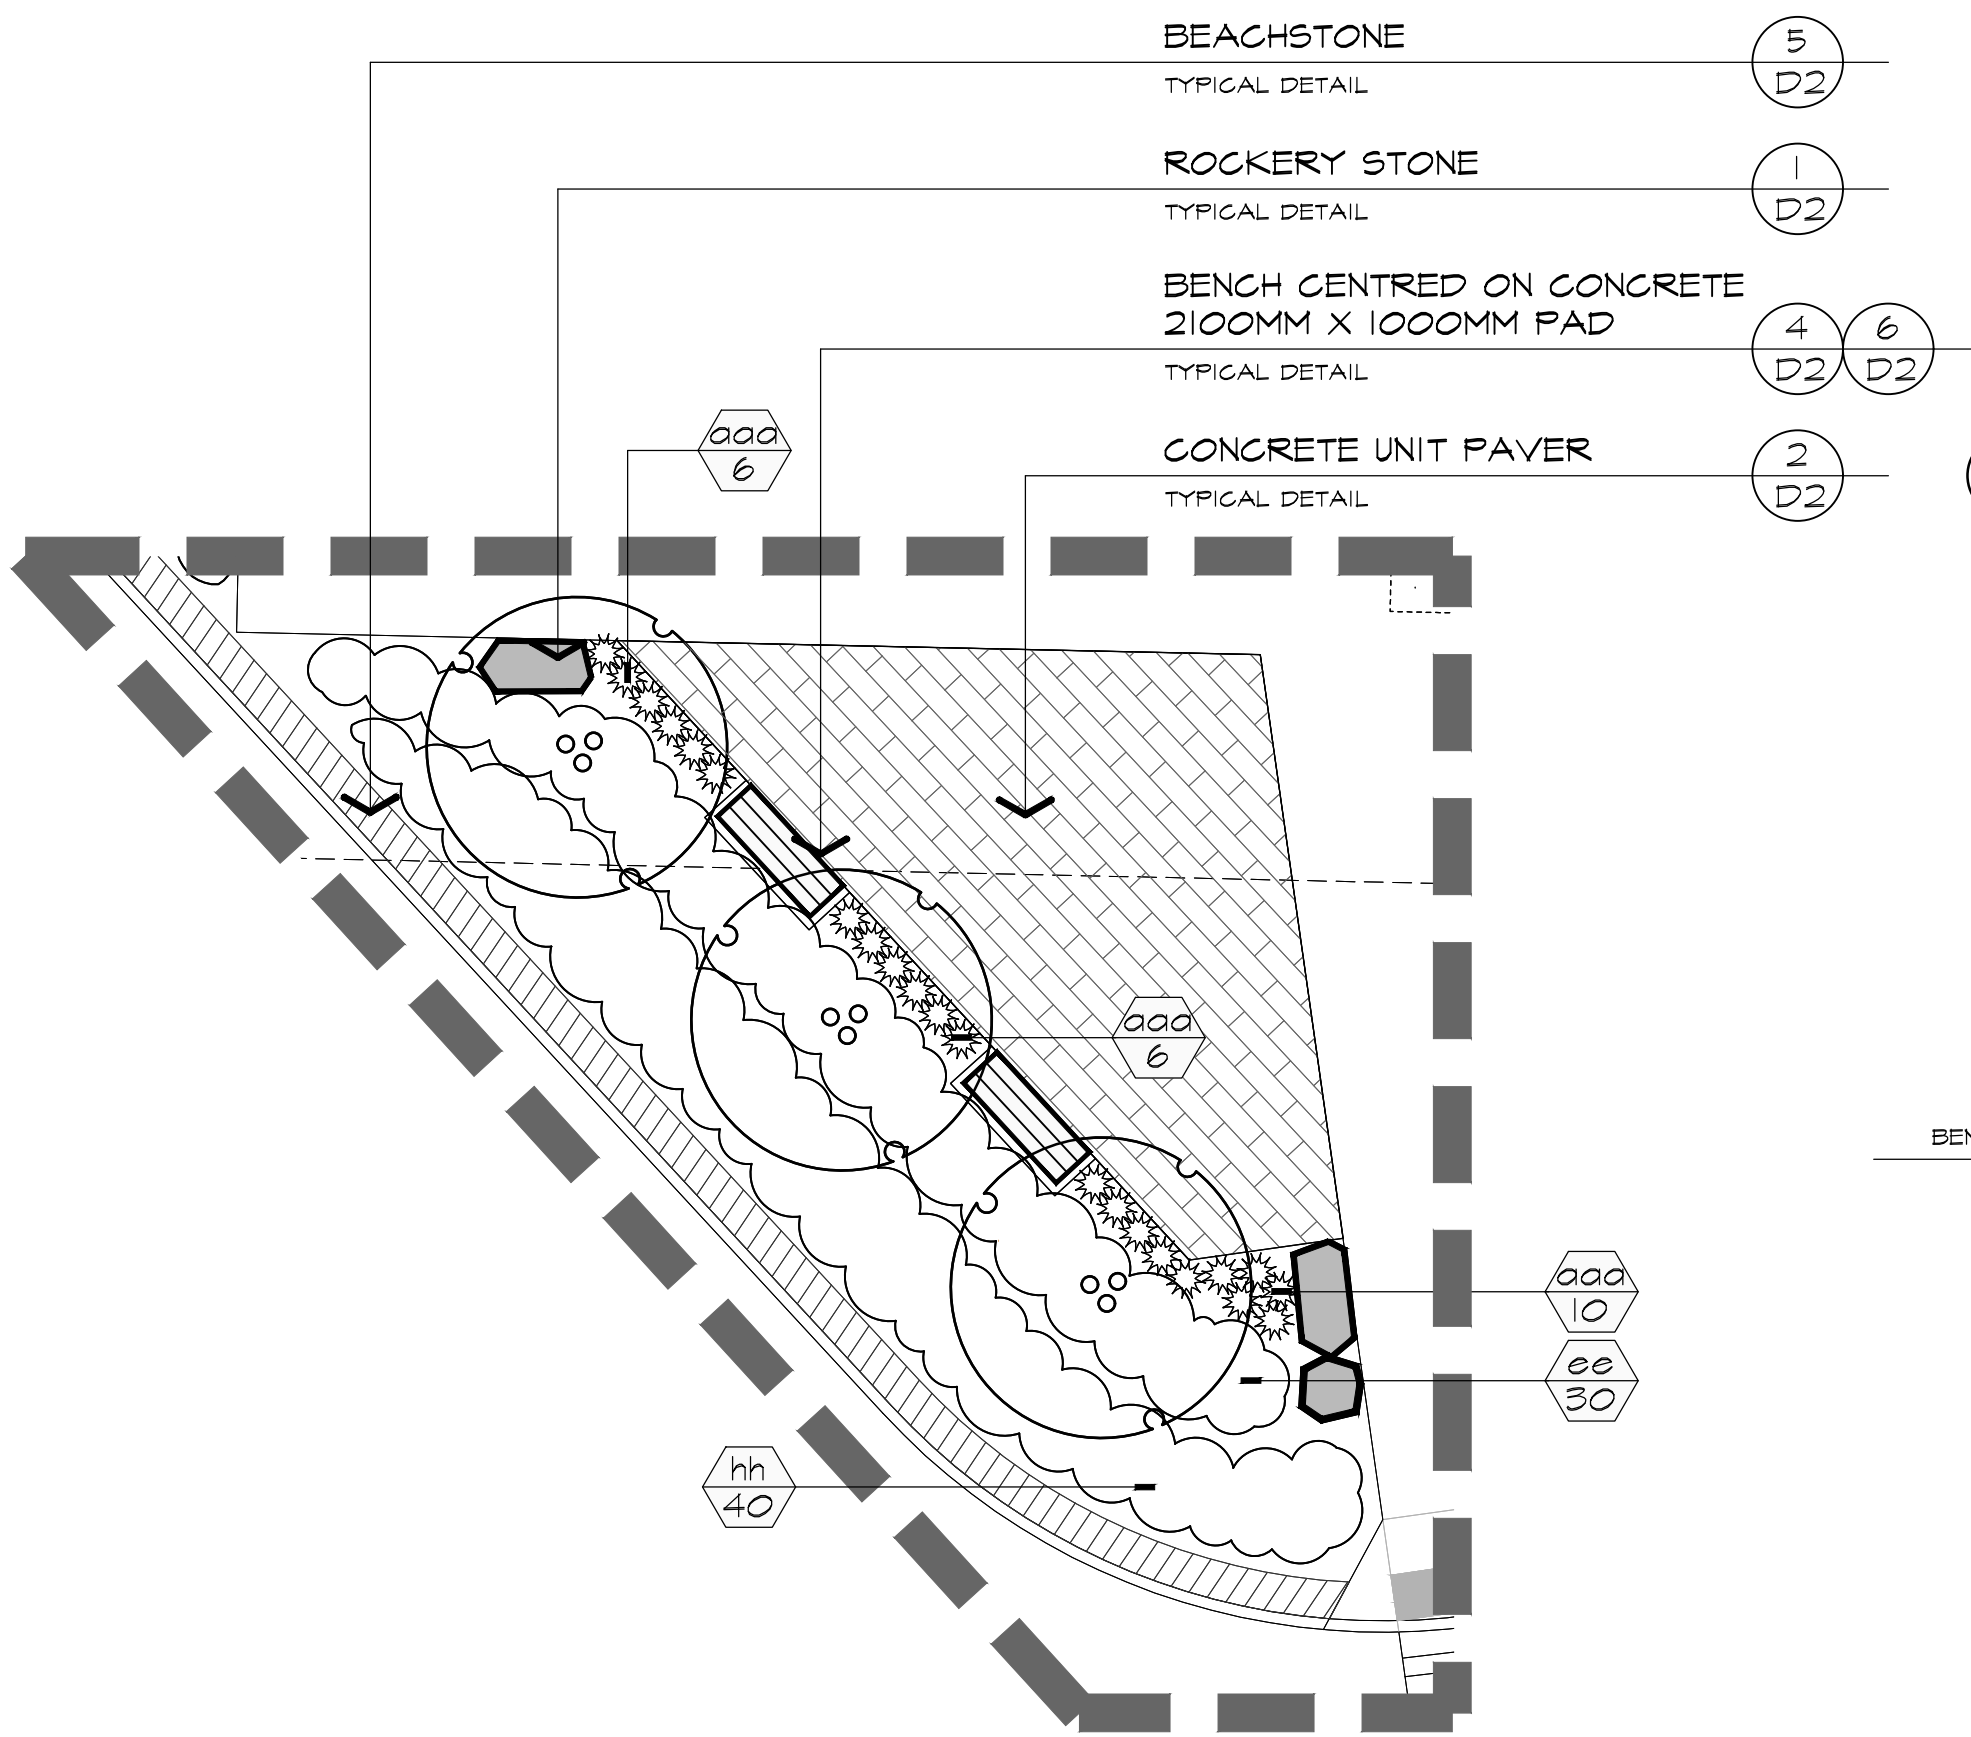 BEACHSTONE
5
TYPICAL DETAIL
D2
ROCKERY STONE
1
TYPICAL DETAIL
D2
BENCH CENTRED ON CONCRETE
2100MM X 1000MM PAD
4
6
TYPICAL DETAIL
D2
D2
aaa
6
CONCRETE UNIT PAVER
2
TYPICAL DETAIL
D2
aaa
6
BEN
aaa
10
ee
30
hh
40